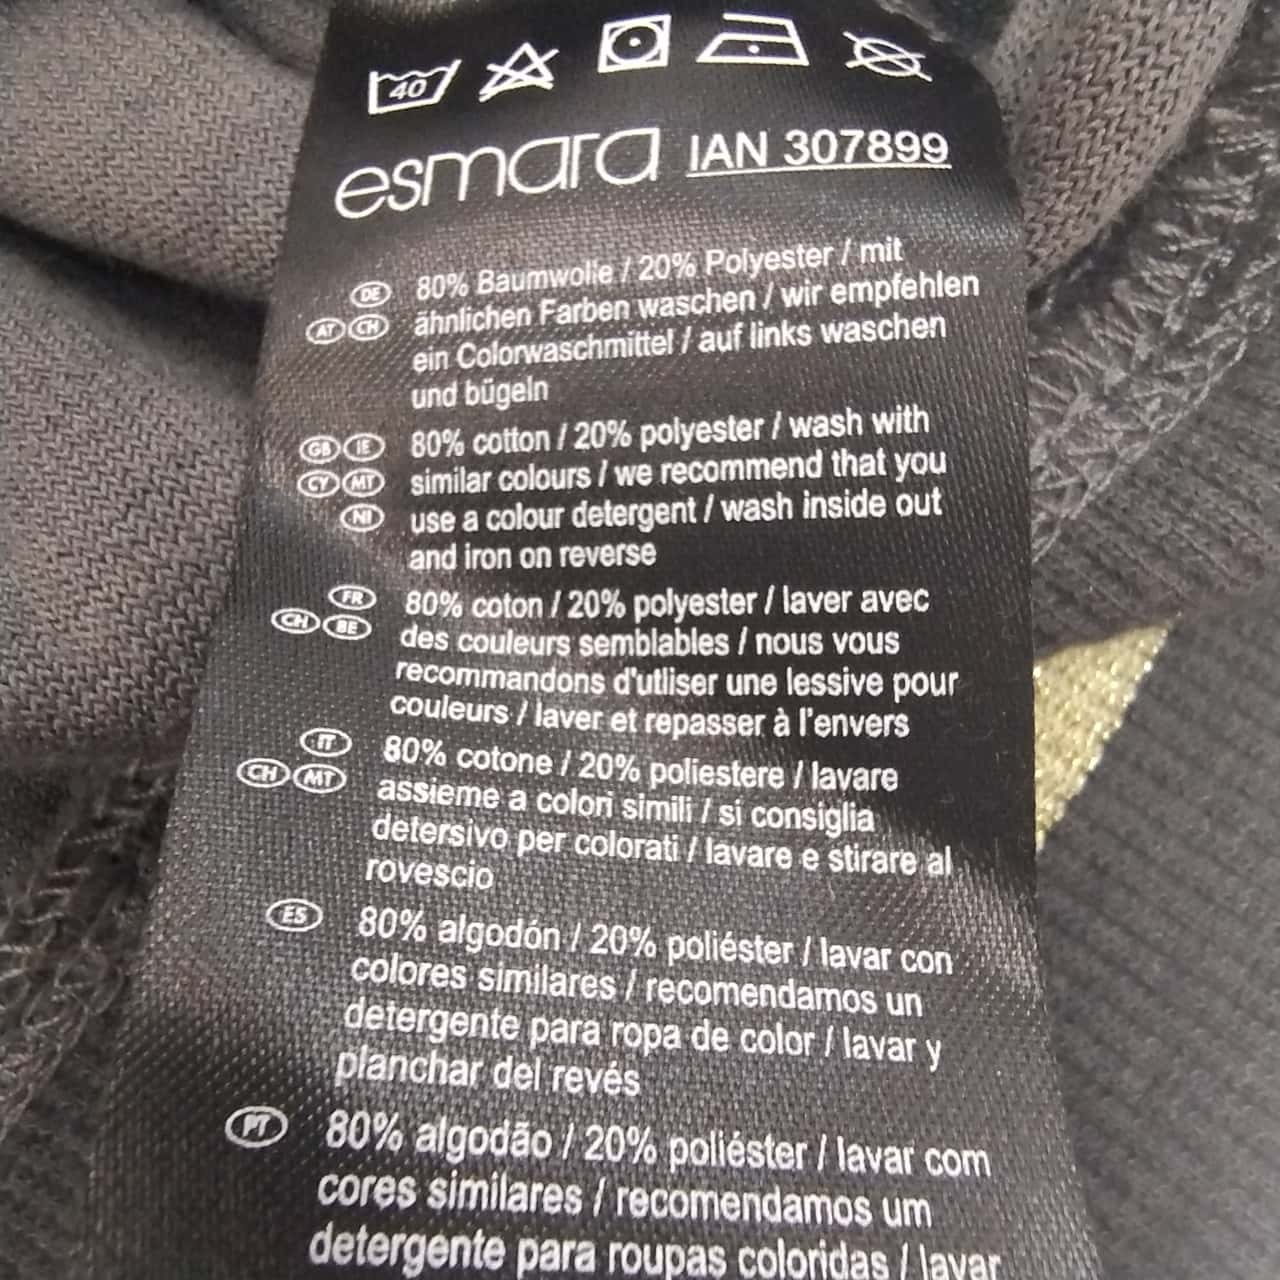 40
esmara IAN 307899
DE 80% Baumwolle / 20% Polyester / mit
AT CH ähnlichen Farben waschen / wir empfehlen
ein Colorwaschmittel / auf links waschen
und bügeln
GB IE 80% cotton / 20% polyester / wash with
CY MT similar colours / we recommend that you
NI use a colour detergent / wash inside out
and iron on reverse
FR 80% coton / 20% polyester / laver avec
CH BE des couleurs semblables / nous vous
recommandons d'utliser une lessive pour
couleurs / laver et repasser à l'envers
IT 80% cotone / 20% poliestere / lavare
CH MT assieme a colori simili / si consiglia
detersivo per colorati / lavare e stirare al
rovescio
ES 80% algodón / 20% poliéster / lavar con
colores similares / recomendamos un
detergente para ropa de color / lavar y
planchar del revés
PT 80% algodão / 20% poliéster / lavar com
cores similares / recomendamos um
detergente para roupas coloridas / lavar